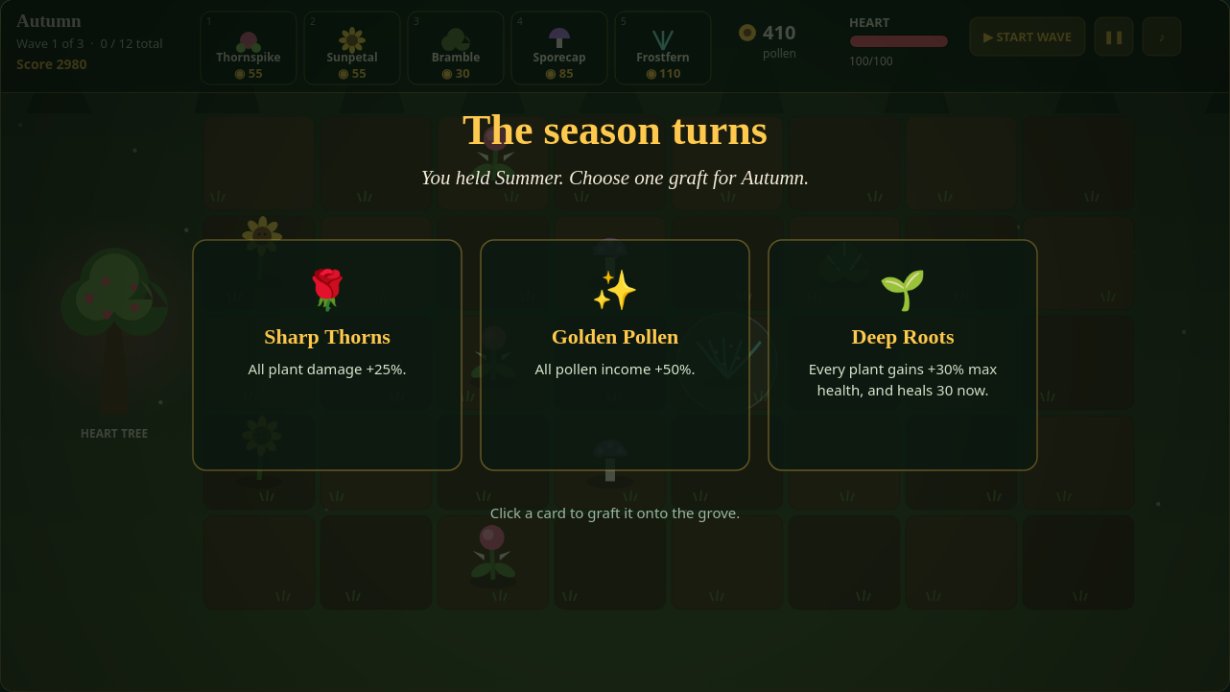 Autumn
Wave 1 of 3 · 0 / 12 total
Score 2980
1
Thornspike
55
2
Sunpetal
55
3
Bramble
30
4
Sporecap
85
5
Frostfern
110
410
pollen
HEART
100/100
▶ START WAVE
♪
The season turns
You held Summer. Choose one graft for Autumn.
Sharp Thorns
All plant damage +25%.
Golden Pollen
All pollen income +50%.
Deep Roots
Every plant gains +30% max
health, and heals 30 now.
HEART TREE
Click a card to graft it onto the grove.